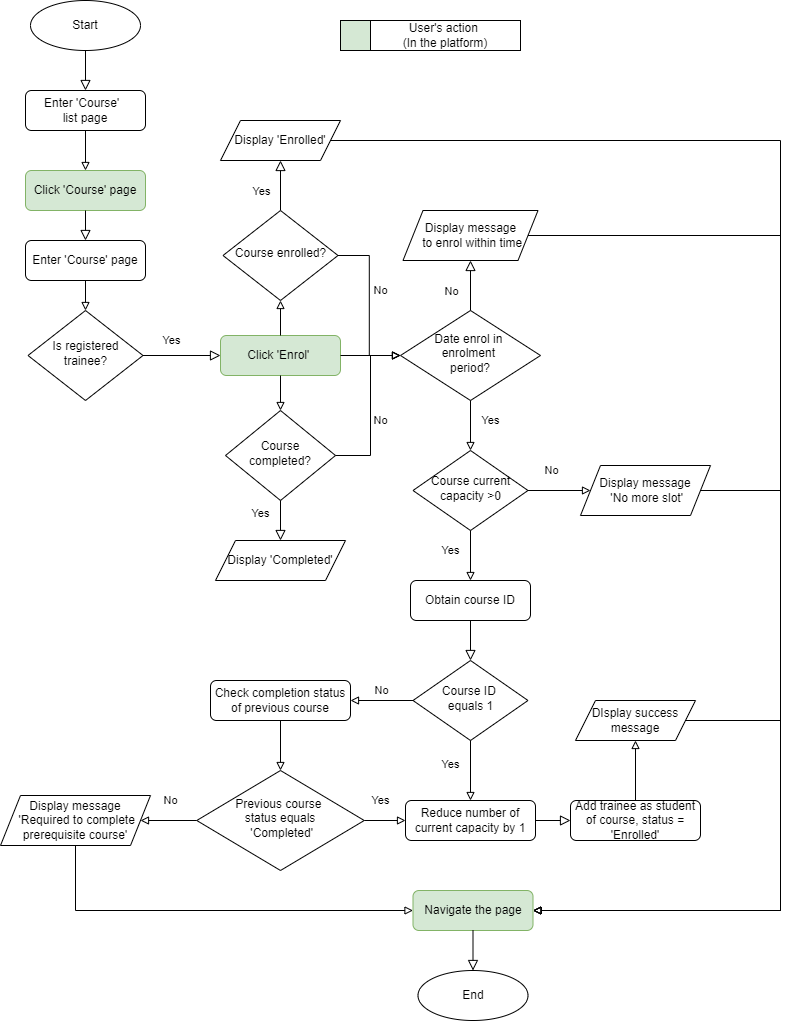 Start
User's action
(In the platform)
Enter 'Course'
list page
Display 'Enrolled'
Click 'Course' page
Yes
Display message
to enrol within time
Enter 'Course' page
Course enrolled?
No
No
Is registered
trainee?
Yes
Click 'Enrol'
Date enrol in
enrolment
period?
No
Yes
Course
completed?
Course current
capacity >0
No
Display message
'No more slot'
Yes
Display 'Completed'
Yes
Obtain course ID
Check completion status
of previous course
No
Course ID
equals 1
DIsplay success
message
Yes
Display message
'Required to complete
prerequisite course'
No
Previous course
status equals
'Completed'
Yes
Reduce number of
current capacity by 1
Add trainee as student
of course, status =
'Enrolled'
Navigate the page
End